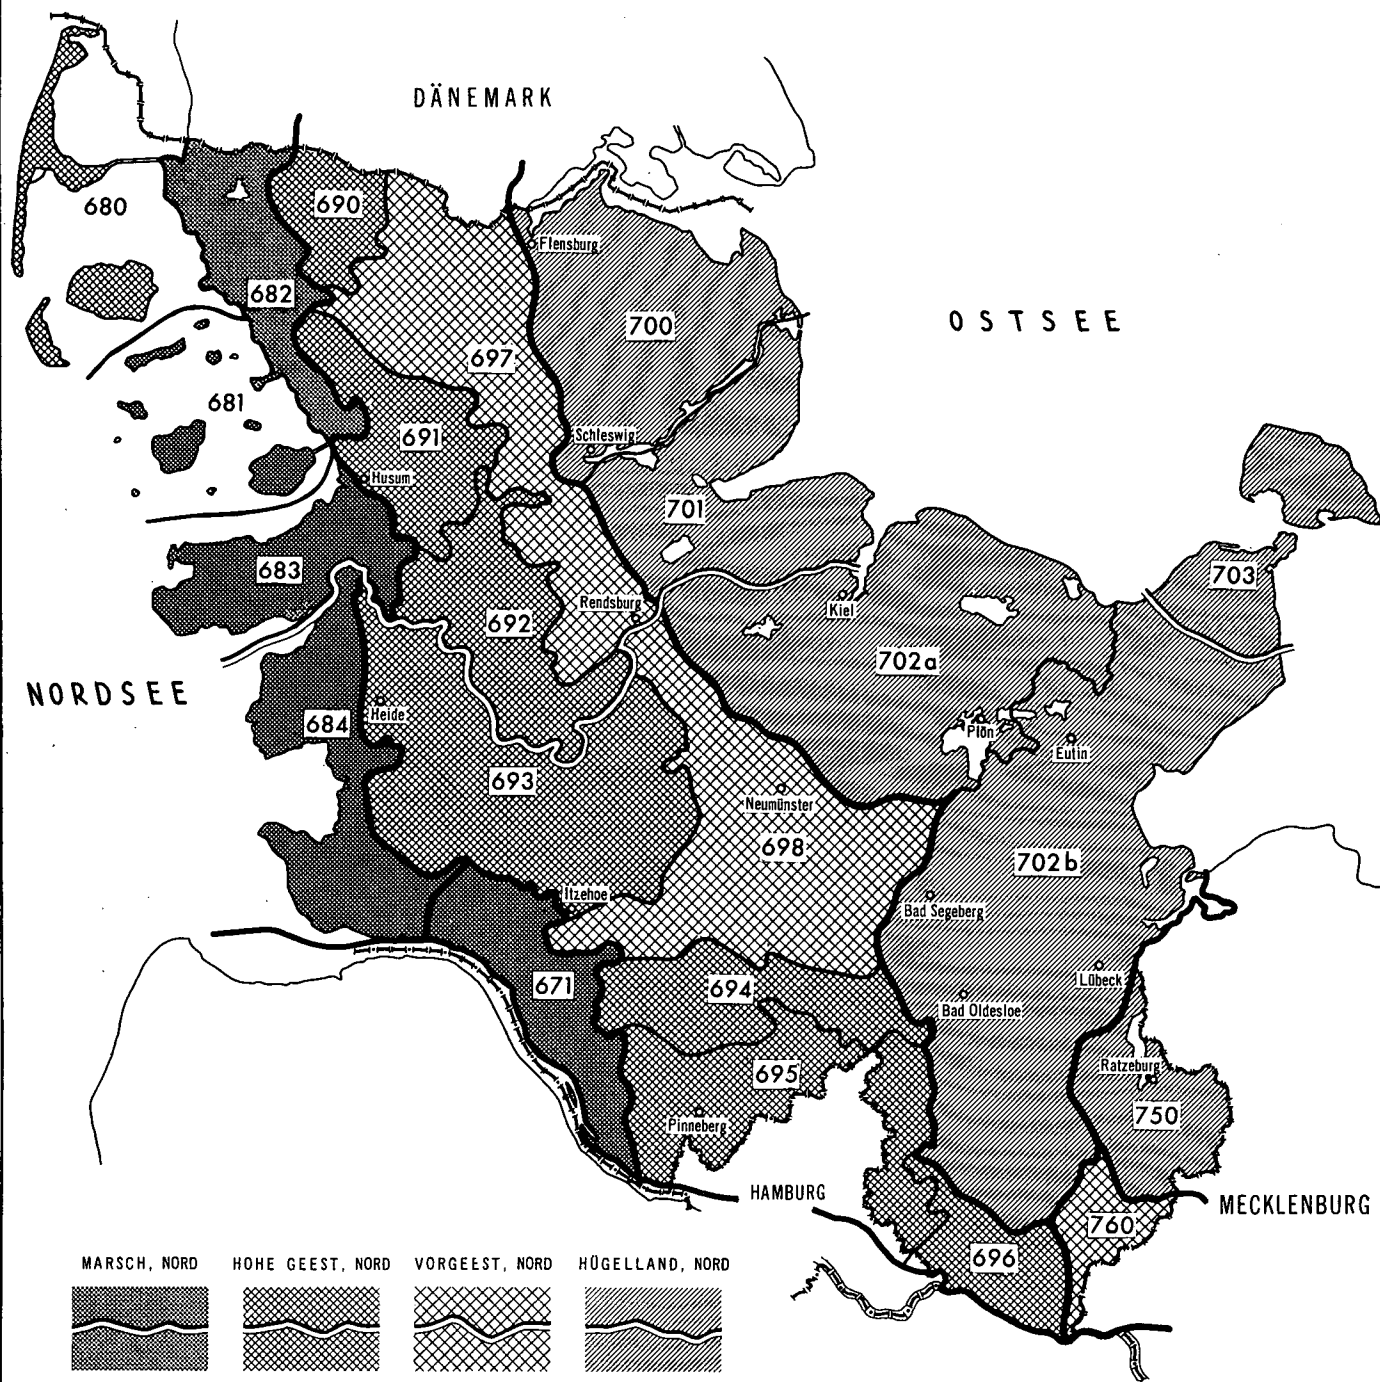 DÄNEMARK
680
690
Flensburg
682
700
OSTSEE
697
681
691
Schleswig
Husum
701
683
703
Rendsburg
Kiel
692
702a
NORDSEE
684
Heide
Plön
Eutin
693
Neumünster
698
702b
Itzehoe
Bad Segeberg
671
694
Lübeck
Bad Oldesloe
695
Ratzeburg
750
Pinneberg
HAMBURG
MECKLENBURG
760
696
MARSCH, NORD
HOHE GEEST, NORD
VORGEEST, NORD
HÜGELLAND, NORD